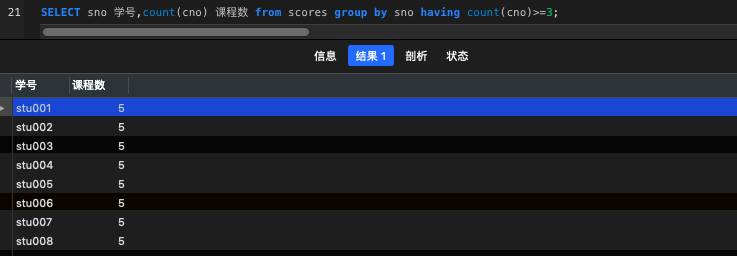 21 SELECT sno 学号,count(cno) 课程数 from scores group by sno having count(cno)>=3;
信息 结果 1 剖析 状态
学号 课程数
stu001 5
stu002 5
stu003 5
stu004 5
stu005 5
stu006 5
stu007 5
stu008 5